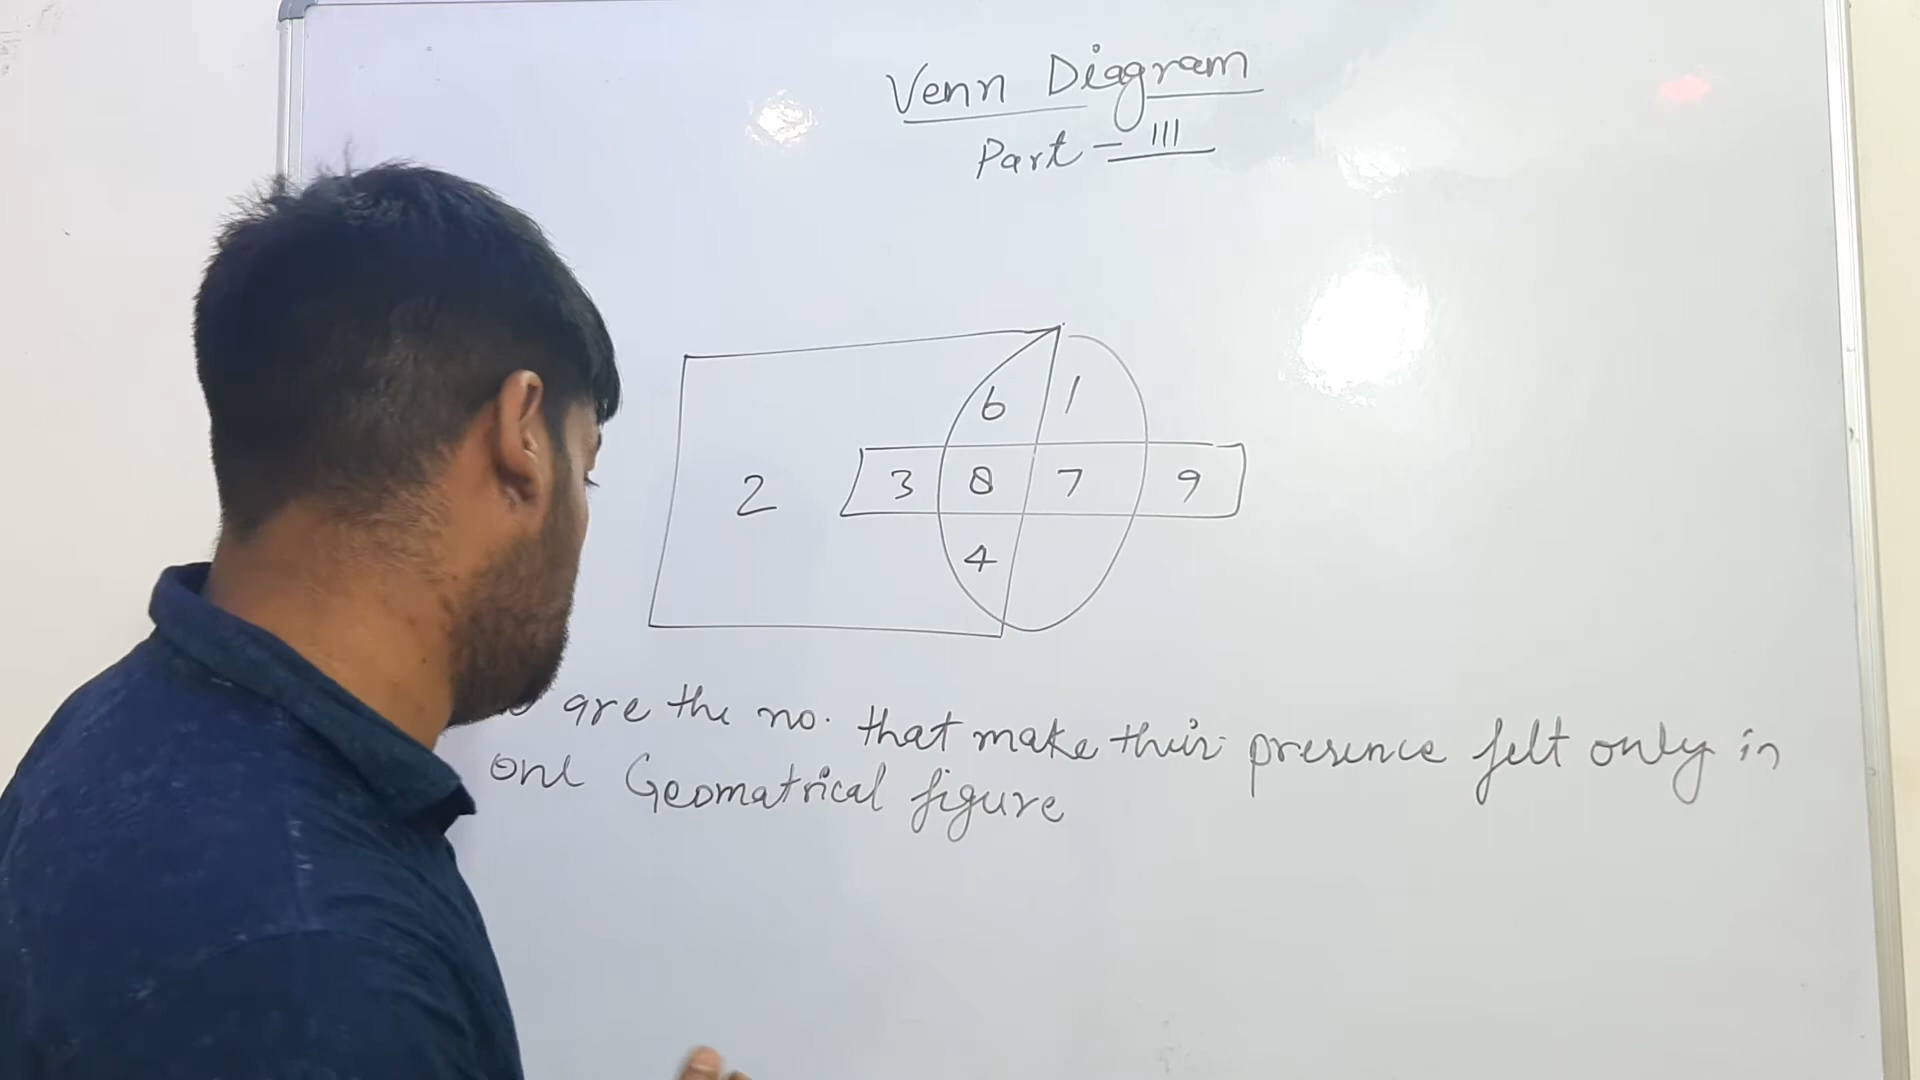 Venn Diagram
Part - III
6 1
2 3 8 7 9
4
are the no. that make their presence felt only in
one Geomatrical figure